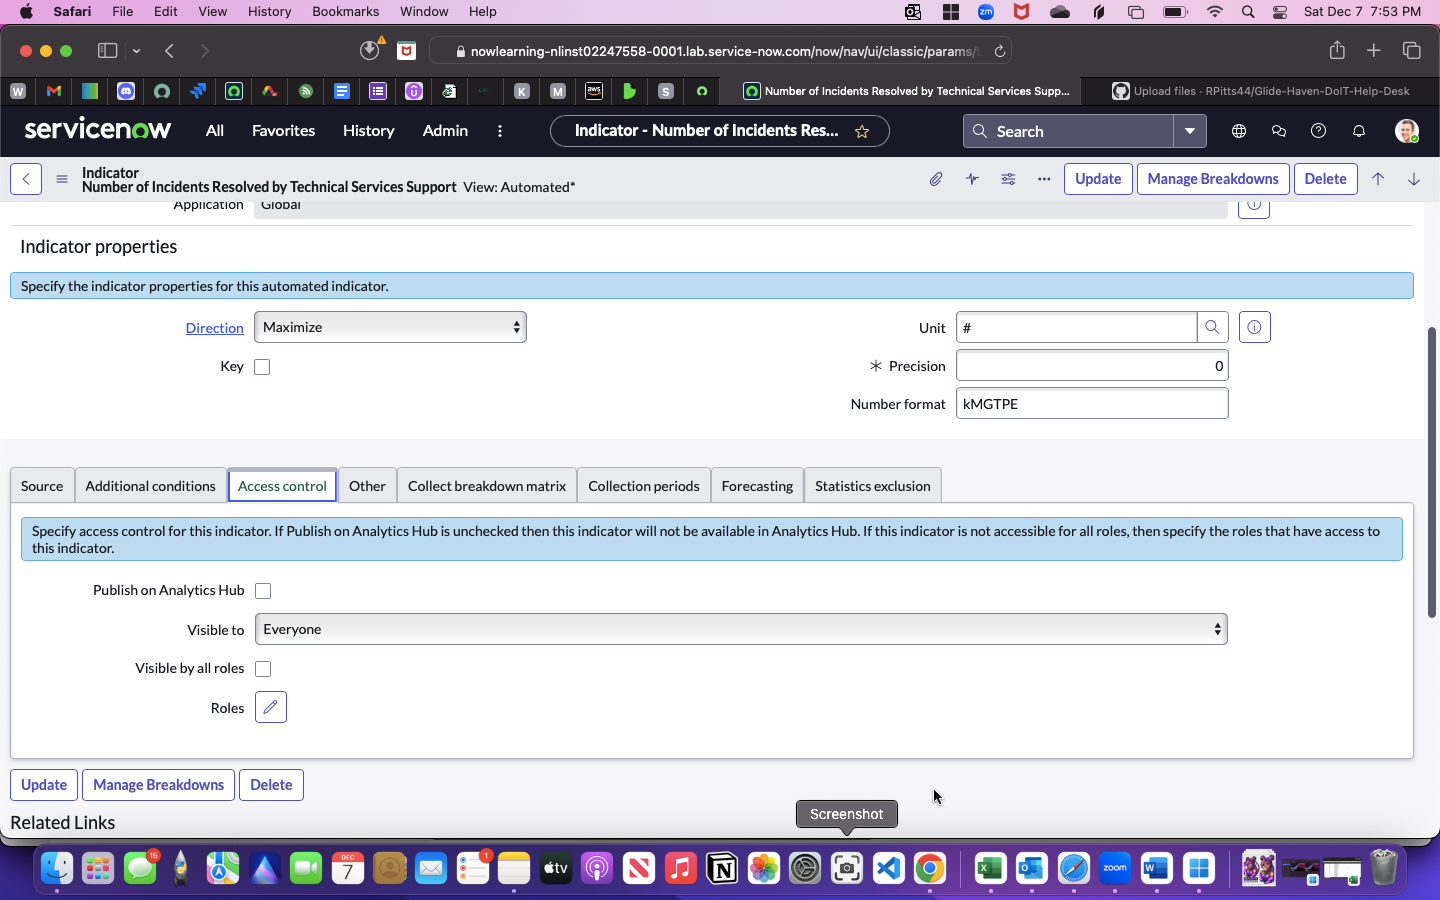 Safari File Edit View History Bookmarks Window Help zm Sat Dec 7 7:53 PM
nowlearning-nlinst02247558-0001.lab.service-now.com/now/nav/ui/classic/params/
W K M aws S Number of Incidents Resolved by Technical Services Supp... Upload files · RPitts44/Glide-Haven-DoIT-Help-Desk
servicenow All Favorites History Admin Indicator - Number of Incidents Res... Search
Indicator
Number of Incidents Resolved by Technical Services Support View: Automated*
Update Manage Breakdowns Delete
Application Global
Indicator properties
Specify the indicator properties for this automated indicator.
Direction Maximize Unit #
Key Precision 0
Number format kMGTPE
Source Additional conditions Access control Other Collect breakdown matrix Collection periods Forecasting Statistics exclusion
Specify access control for this indicator. If Publish on Analytics Hub is unchecked then this indicator will not be available in Analytics Hub. If this indicator is not accessible for all roles, then specify the roles that have access to
this indicator.
Publish on Analytics Hub
Visible to Everyone
Visible by all roles
Roles
Update Manage Breakdowns Delete
Screenshot
Related Links
16 DEC 7 1 tv zoom